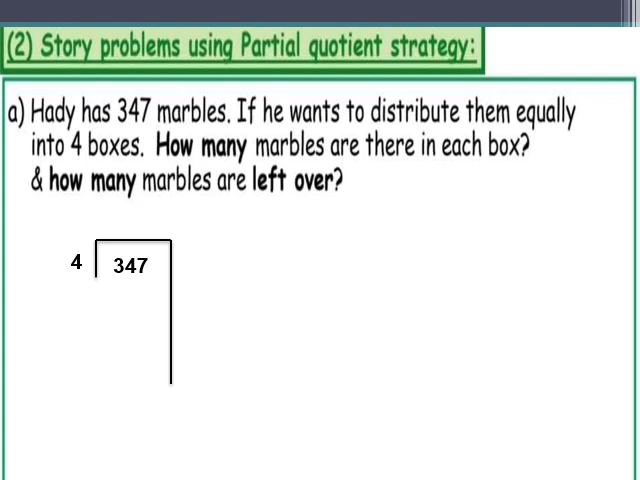 (2) Story problems using Partial quotient strategy:
a) Hady has 347 marbles. If he wants to distribute them equally
into 4 boxes. How many marbles are there in each box?
& how many marbles are left over?
4 347